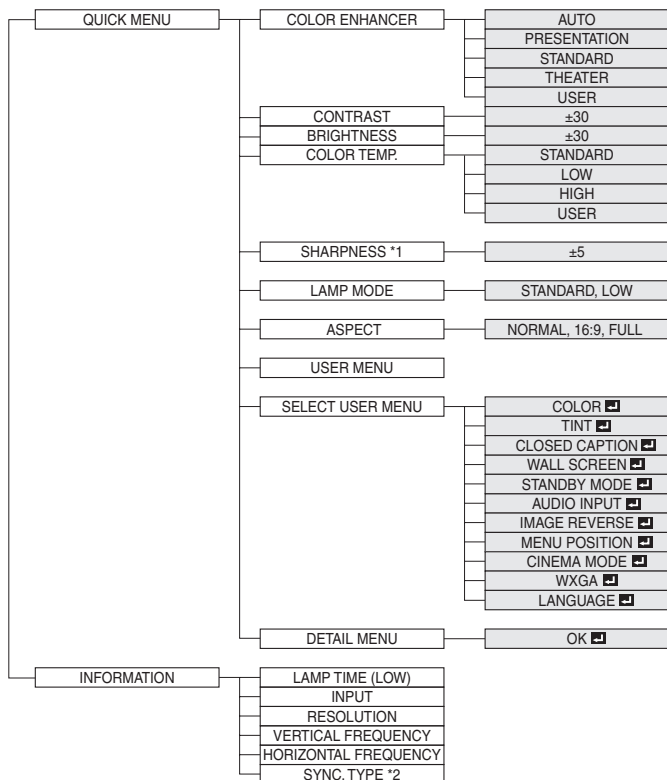 QUICK MENU COLOR ENHANCER AUTO
PRESENTATION
STANDARD
THEATER
USER
CONTRAST ±30
BRIGHTNESS ±30
COLOR TEMP. STANDARD
LOW
HIGH
USER
SHARPNESS *1 ±5
LAMP MODE STANDARD, LOW
ASPECT NORMAL, 16:9, FULL
USER MENU
SELECT USER MENU COLOR
TINT
CLOSED CAPTION
WALL SCREEN
STANDBY MODE
AUDIO INPUT
IMAGE REVERSE
MENU POSITION
CINEMA MODE
WXGA
LANGUAGE
DETAIL MENU OK
INFORMATION LAMP TIME (LOW)
INPUT
RESOLUTION
VERTICAL FREQUENCY
HORIZONTAL FREQUENCY
SYNC. TYPE *2